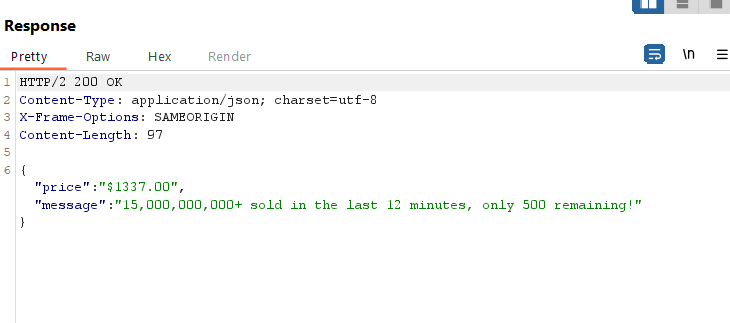 Response
Pretty Raw Hex Render \n
1 HTTP/2 200 OK
2 Content-Type: application/json; charset=utf-8
3 X-Frame-Options: SAMEORIGIN
4 Content-Length: 97
5
6 {
"price":"$1337.00",
"message":"15,000,000,000+ sold in the last 12 minutes, only 500 remaining!"
}